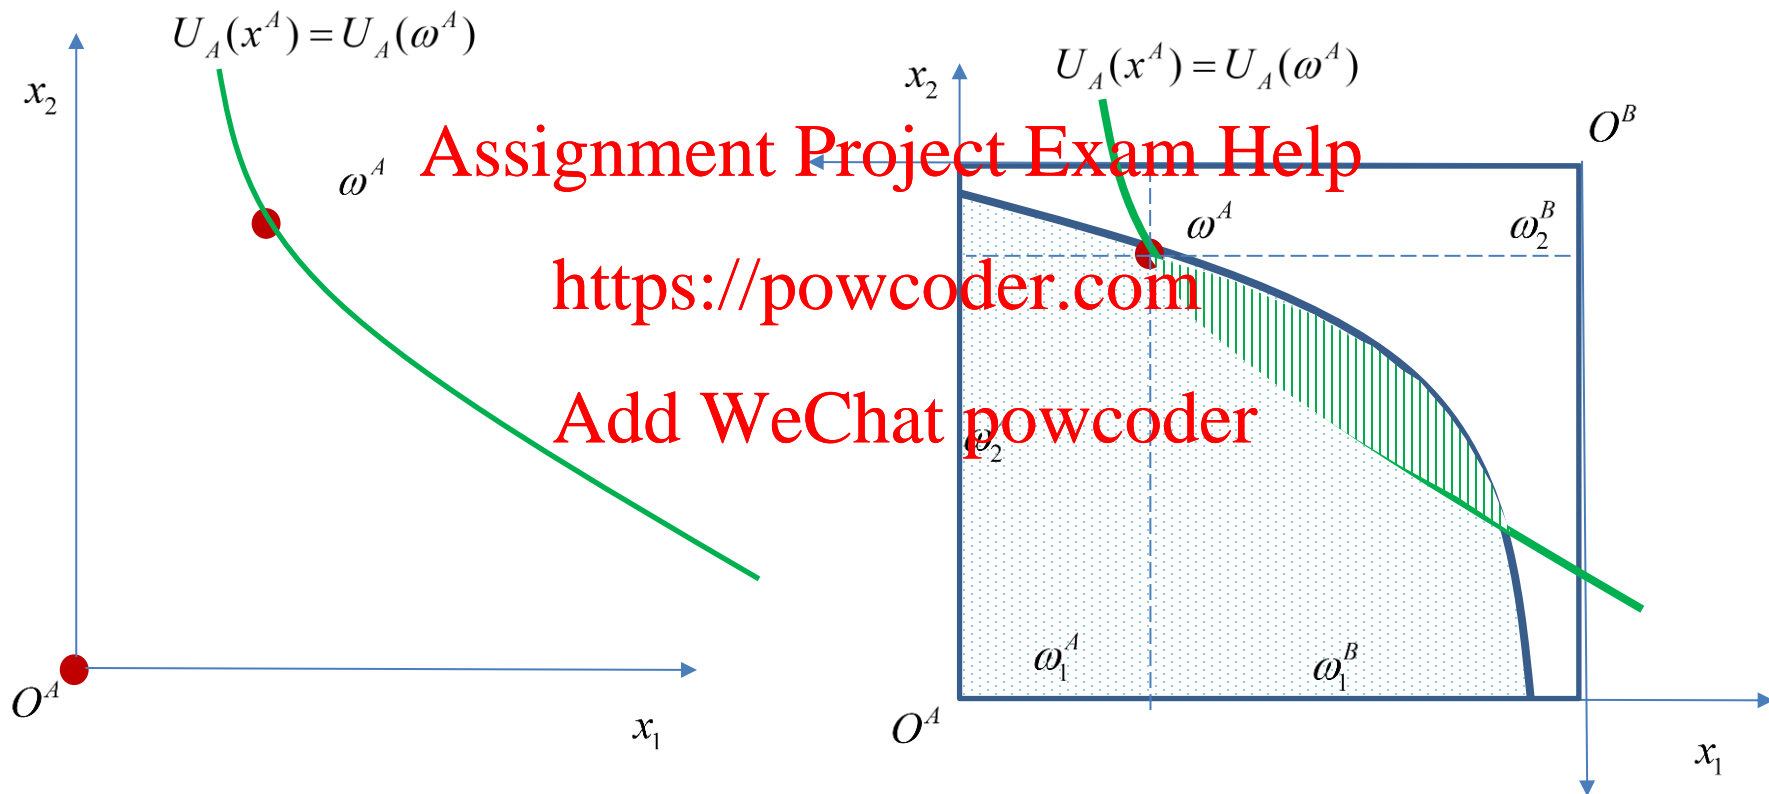 U_A(x^A) = U_A(ω^A)
x_2
ω^A
O^A
x_1
Assignment Project Exam Help
https://powcoder.com
Add WeChat powcoder
U_A(x^A) = U_A(ω^A)
x_2
O^B
ω^A
ω_2^B
ω_1^A
ω_1^B
O^A
x_1